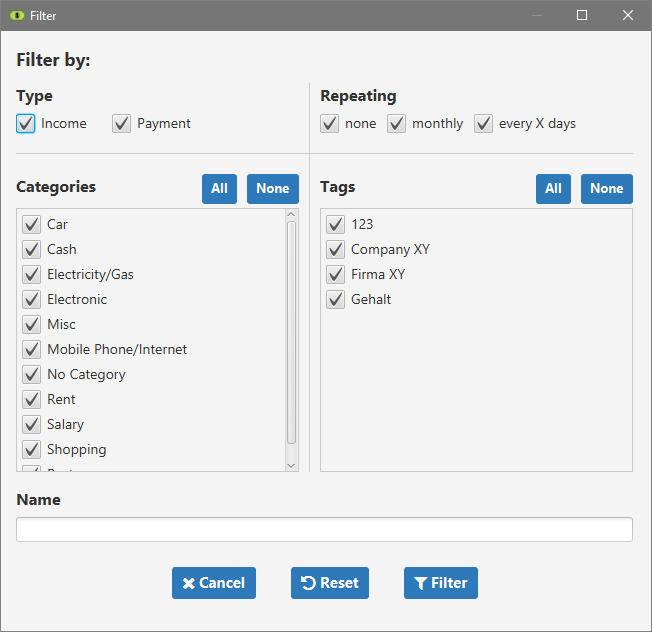 Filter
Filter by:
Type
Income Payment
Repeating
none monthly every X days
Categories All None
Car
Cash
Electricity/Gas
Electronic
Misc
Mobile Phone/Internet
No Category
Rent
Salary
Shopping
Tags All None
123
Company XY
Firma XY
Gehalt
Name
Cancel Reset Filter